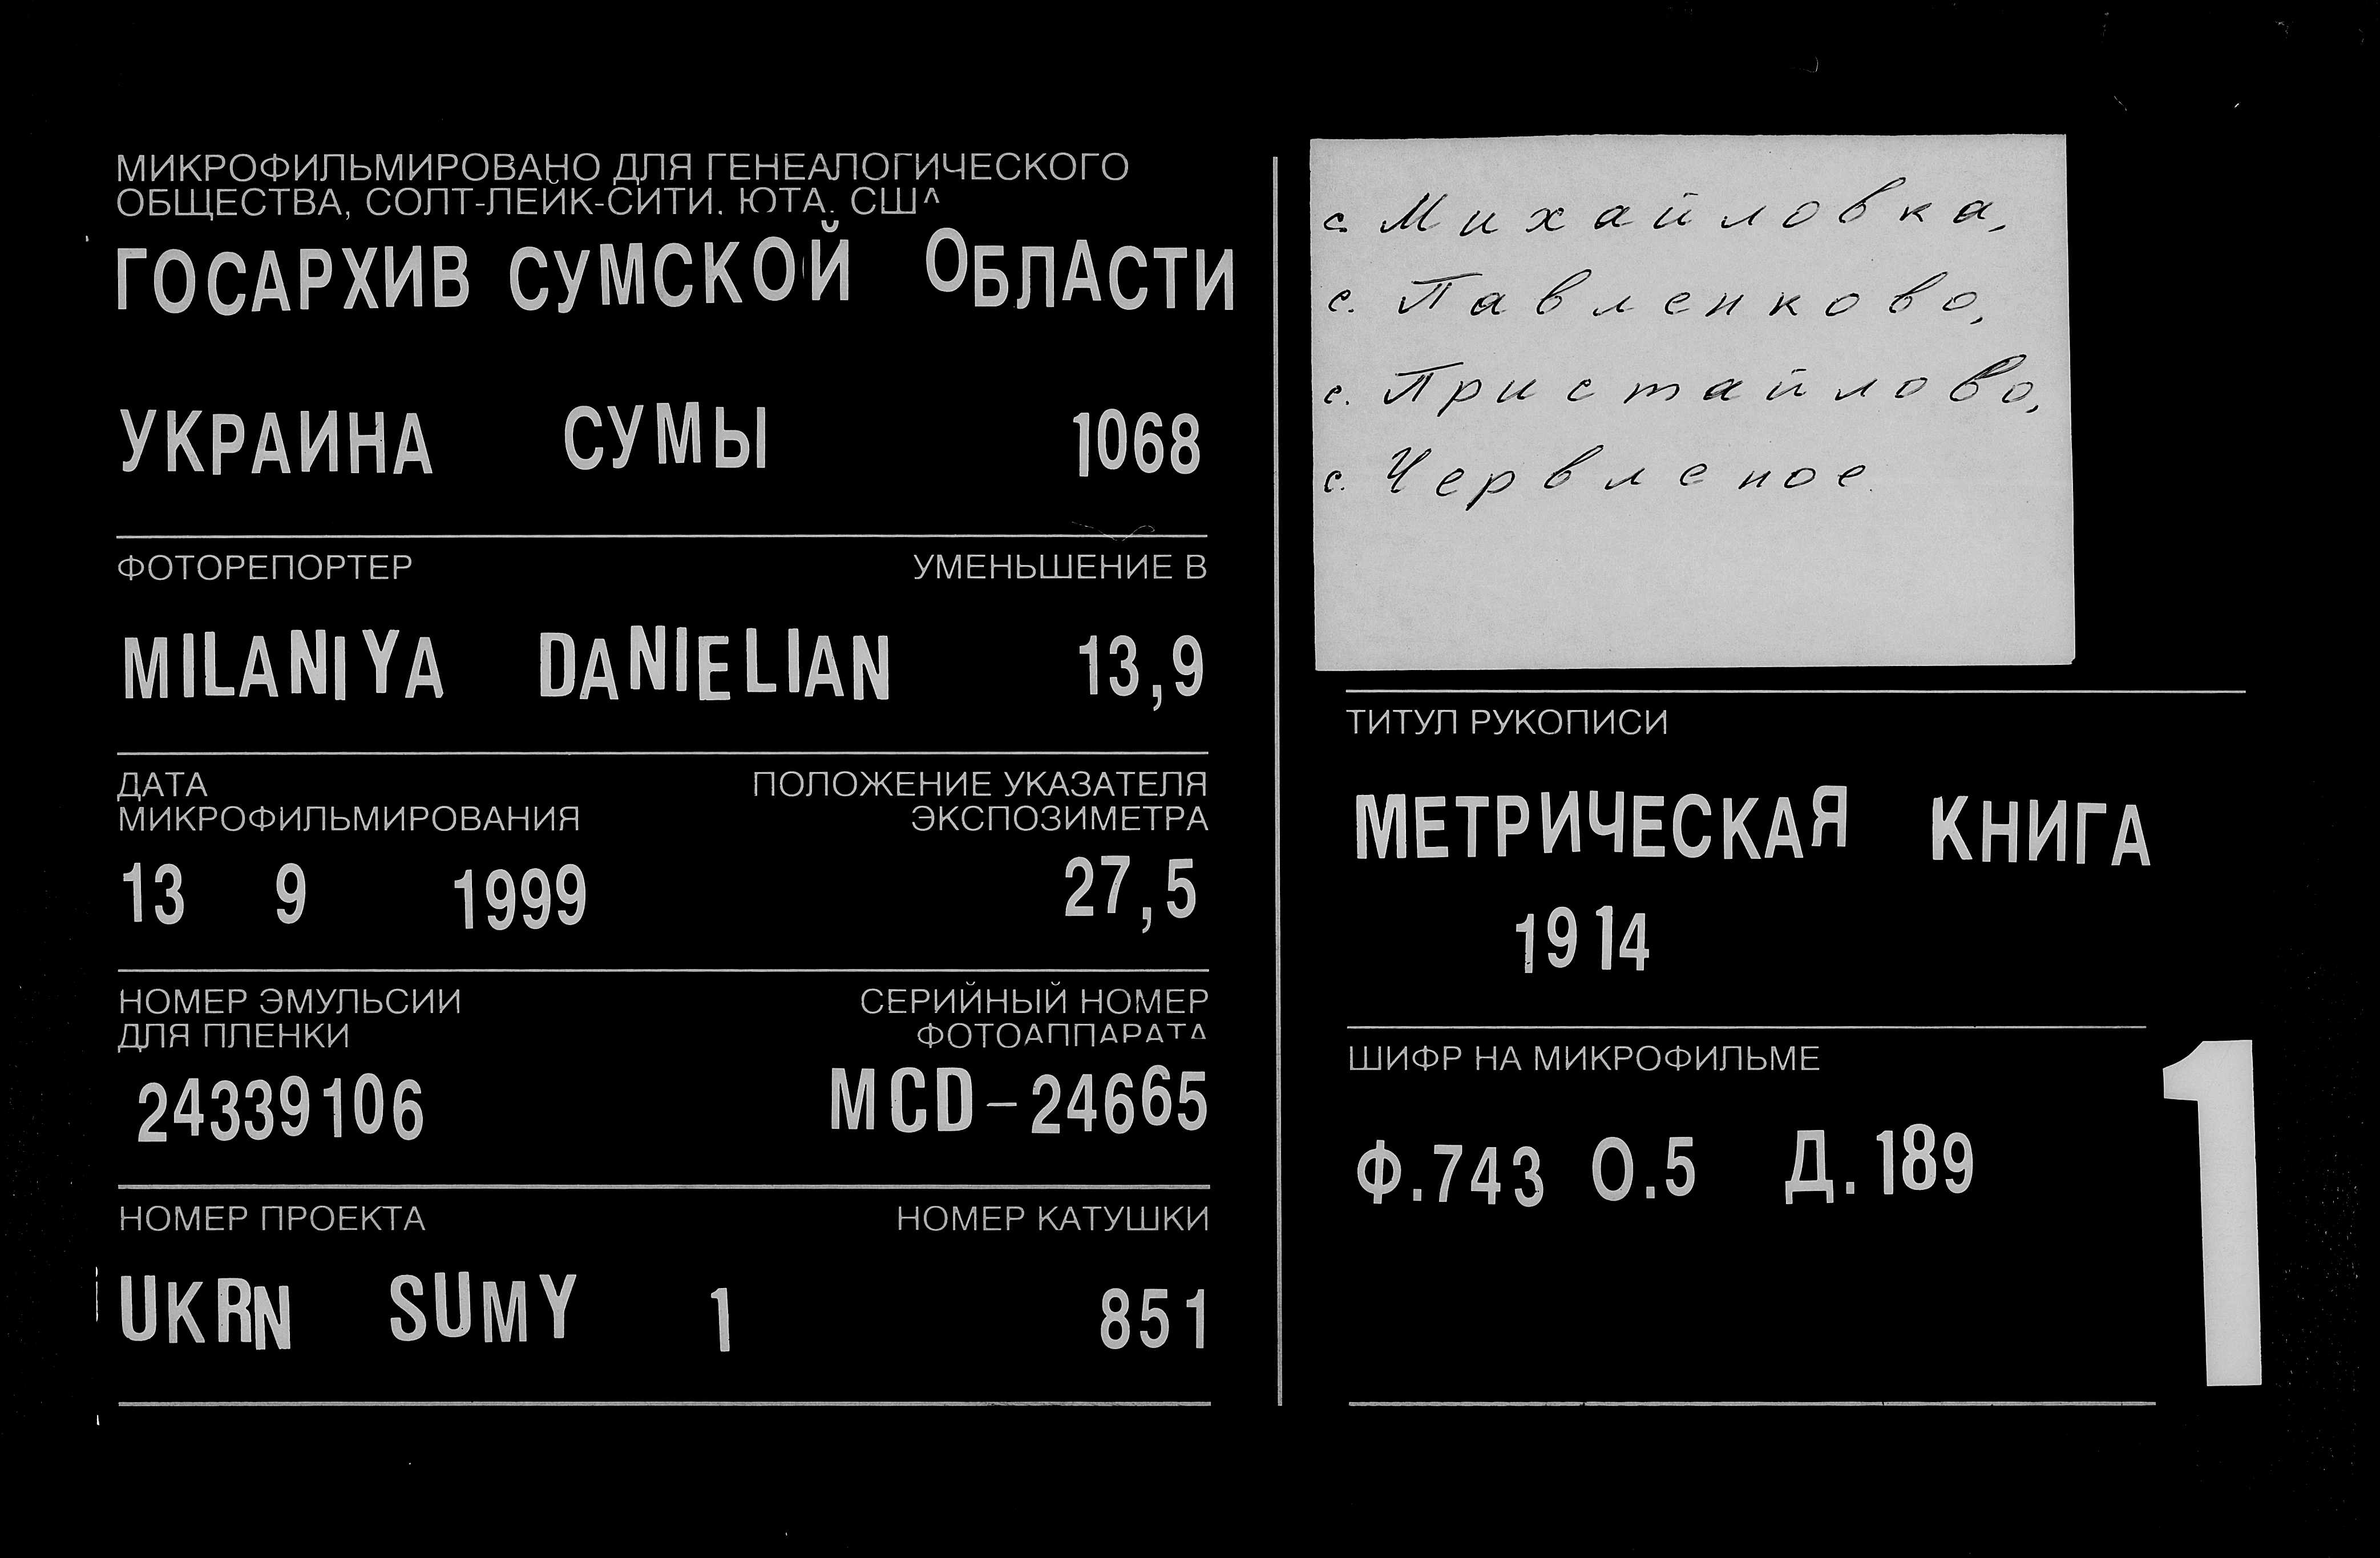 МИКРОФИЛЬМИРОВАНО ДЛЯ ГЕНЕАЛОГИЧЕСКОГО
ОБЩЕСТВА, СОЛТ-ЛЕЙК-СИТИ, ЮТА, США
ГОСАРХИВ СУМСКОЙ ОБЛАСТИ
УКРАИНА СУМЫ 1068
ФОТОРЕПОРТЕР УМЕНЬШЕНИЕ В
MILANIYA DANIELIAN 13,9
ДАТА ПОЛОЖЕНИЕ УКАЗАТЕЛЯ
МИКРОФИЛЬМИРОВАНИЯ ЭКСПОЗИМЕТРА
13 9 1999 27,5
НОМЕР ЭМУЛЬСИИ СЕРИЙНЫЙ НОМЕР
ДЛЯ ПЛЕНКИ ФОТОАППАРАТА
24339106 MCD-24665
НОМЕР ПРОЕКТА НОМЕР КАТУШКИ
UKRN SUMY 1 851
с. Михайловка,
с. Павленково,
с. Пристайлово,
с. Червленое.
ТИТУЛ РУКОПИСИ
МЕТРИЧЕСКАЯ КНИГА
1914
ШИФР НА МИКРОФИЛЬМЕ
Ф.743 О.5 Д.189
1